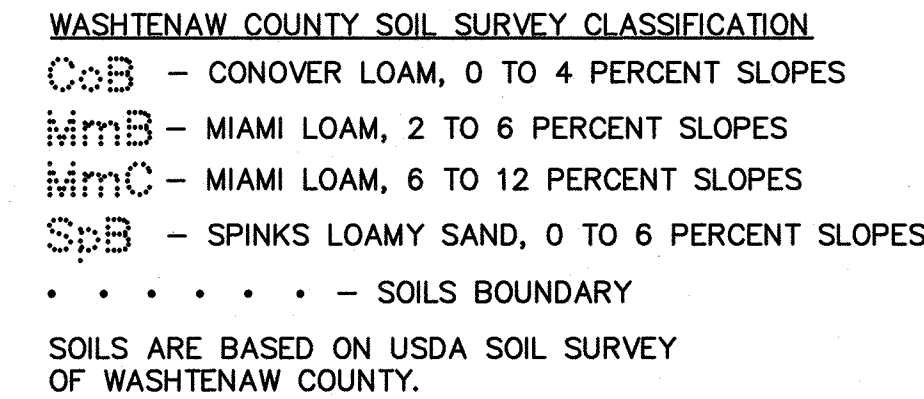 WASHTENAW COUNTY SOIL SURVEY CLASSIFICATION
CoB – CONOVER LOAM, 0 TO 4 PERCENT SLOPES
MmB – MIAMI LOAM, 2 TO 6 PERCENT SLOPES
MmC – MIAMI LOAM, 6 TO 12 PERCENT SLOPES
SpB – SPINKS LOAMY SAND, 0 TO 6 PERCENT SLOPES
• • • • • • – SOILS BOUNDARY
SOILS ARE BASED ON USDA SOIL SURVEY
OF WASHTENAW COUNTY.